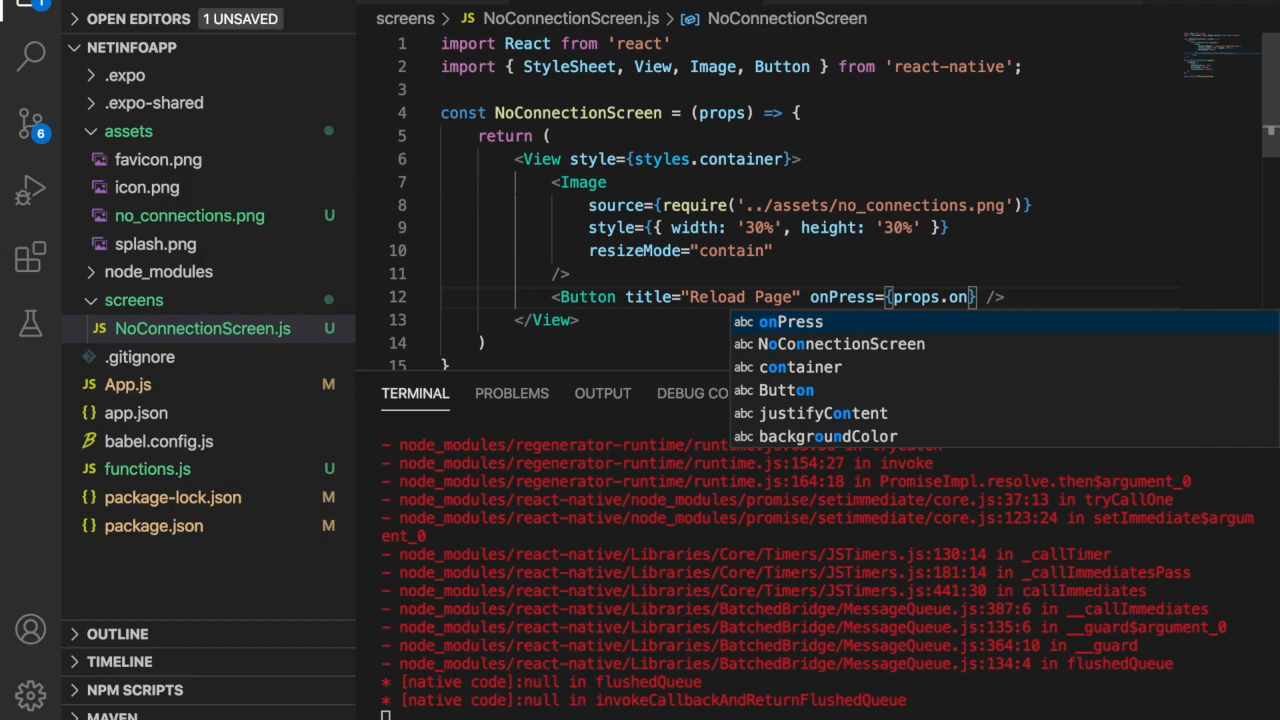 OPEN EDITORS 1 UNSAVED
NETINFOAPP
.expo
.expo-shared
assets
favicon.png
icon.png
no_connections.png U
splash.png
node_modules
screens
NoConnectionScreen.js U
.gitignore
App.js M
app.json
babel.config.js
functions.js U
package-lock.json M
package.json M
OUTLINE
TIMELINE
NPM SCRIPTS
MAVEN
1
6
screens > JS NoConnectionScreen.js > NoConnectionScreen
1 import React from 'react'
2 import { StyleSheet, View, Image, Button } from 'react-native';
3
4 const NoConnectionScreen = (props) => {
5 return (
6 <View style={styles.container}>
7 <Image
8 source={require('../assets/no_connections.png')}
9 style={{ width: '30%', height: '30%' }}
10 resizeMode="contain"
11 />
12 <Button title="Reload Page" onPress={props.on} />
13 </View>
14 )
15 }
abc onPress
abc NoConnectionScreen
abc container
abc Button
abc justifyContent
abc backgroundColor
TERMINAL PROBLEMS OUTPUT DEBUG CO
- node_modules/regenerator-runtime/runtime.js:154:27 in invoke
- node_modules/regenerator-runtime/runtime.js:164:18 in PromiseImpl.resolve.then$argument_0
- node_modules/react-native/node_modules/promise/setimmediate/core.js:37:13 in tryCallOne
- node_modules/react-native/node_modules/promise/setimmediate/core.js:123:24 in setImmediate$argum
ent_0
- node_modules/react-native/Libraries/Core/Timers/JSTimers.js:130:14 in _callTimer
- node_modules/react-native/Libraries/Core/Timers/JSTimers.js:181:14 in _callImmediatesPass
- node_modules/react-native/Libraries/Core/Timers/JSTimers.js:441:30 in callImmediates
- node_modules/react-native/Libraries/BatchedBridge/MessageQueue.js:387:6 in __callImmediates
- node_modules/react-native/Libraries/BatchedBridge/MessageQueue.js:135:6 in __guard$argument_0
- node_modules/react-native/Libraries/BatchedBridge/MessageQueue.js:364:10 in __guard
- node_modules/react-native/Libraries/BatchedBridge/MessageQueue.js:134:4 in flushedQueue
* [native code]:null in flushedQueue
* [native code]:null in invokeCallbackAndReturnFlushedQueue